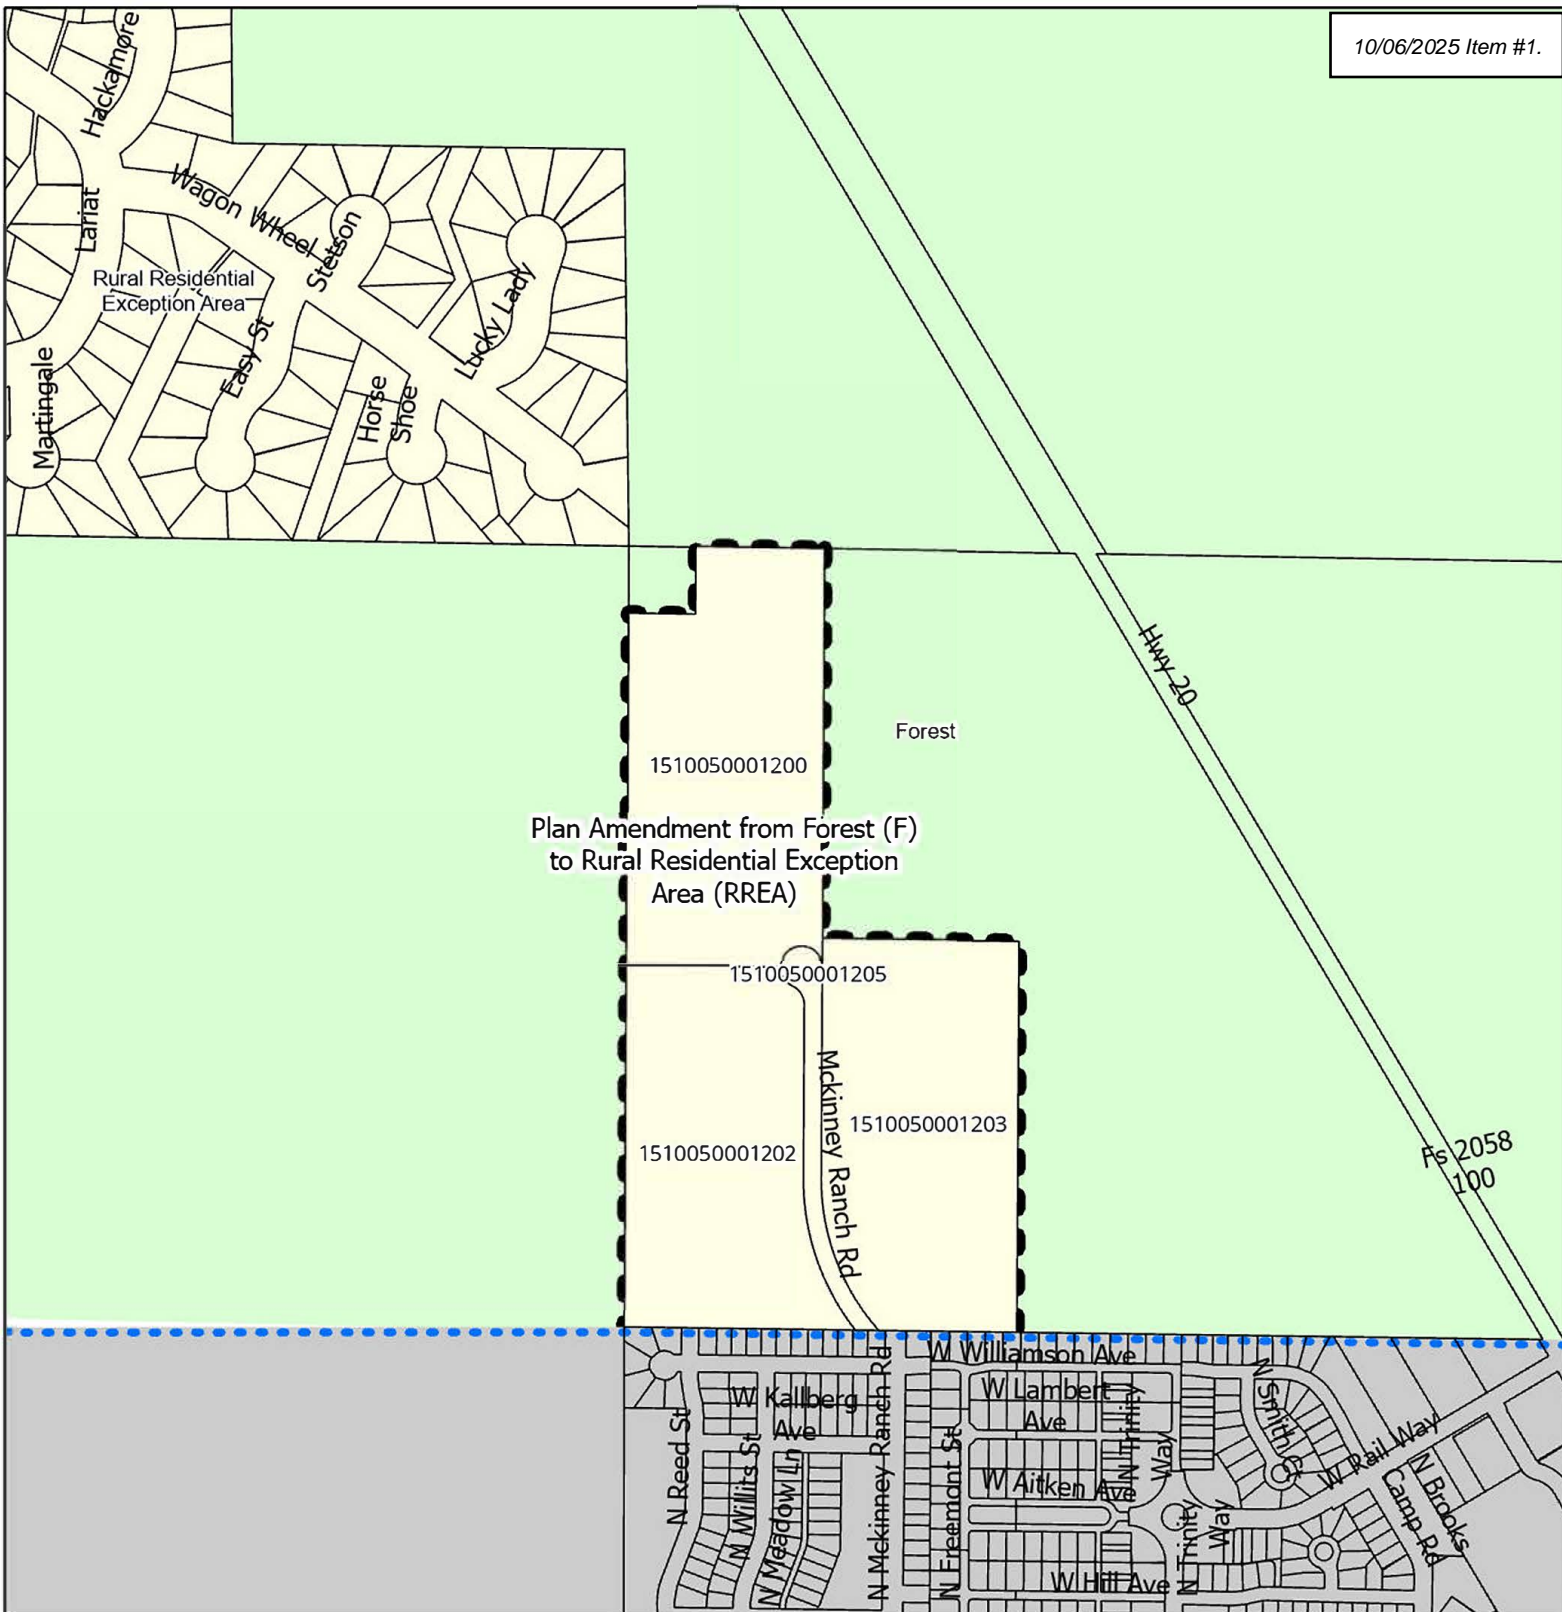 10/06/2025 Item #1.
Hackamore
Wagon Wheel
Lariat
Stetson
Rural Residential
Exception Area
Lucky Lady
Easy St
Martingale
Horse
Shoe
Hwy 20
Forest
1510050001200
Plan Amendment from Forest (F)
to Rural Residential Exception
Area (RREA)
1510050001205
Mckinney Ranch Rd
1510050001203
1510050001202
Fs 2058
100
W Williamson Ave
W Kallberg
Ave
W Lambert
Ave
N Smith Ct
N Reed St
N Willits St
N Meadow Ln
N Mckinney Ranch Rd
N Freemont St
N Trinity
Way
W Aitken Ave
W Rail Way
N Brooks
Camp Rd
N Trinity
Way
W Hill Ave